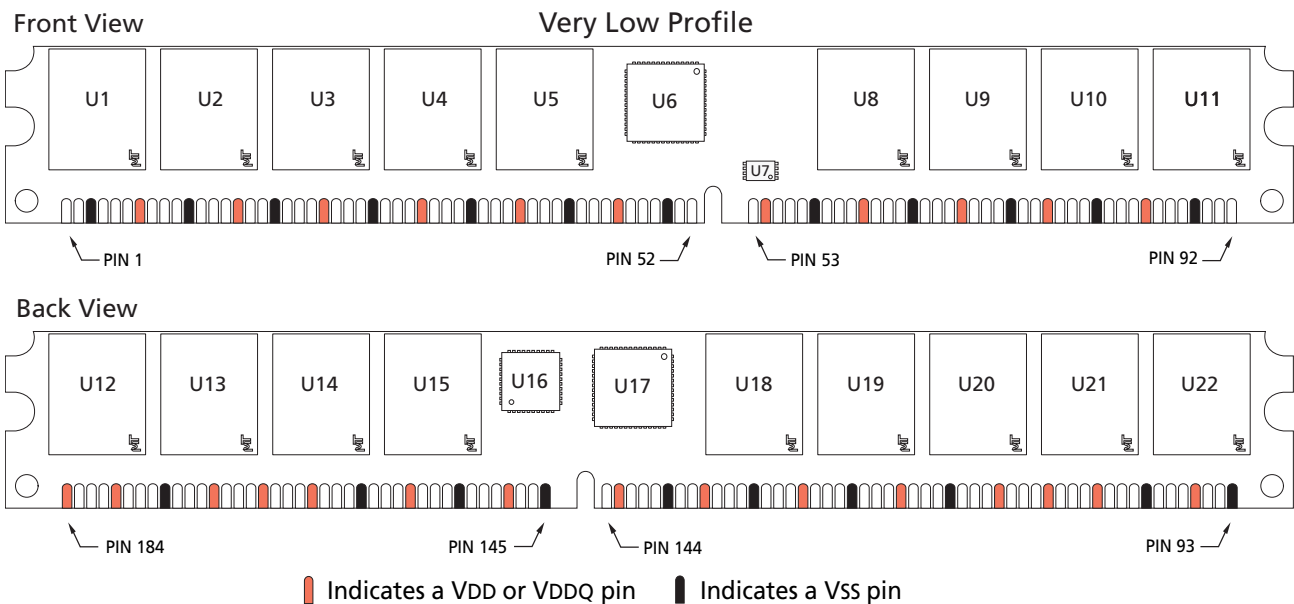 Front View
Very Low Profile
U1 U2 U3 U4 U5 U6 U7 U8 U9 U10 U11
PIN 1 PIN 52 PIN 53 PIN 92
Back View
U12 U13 U14 U15 U16 U17 U18 U19 U20 U21 U22
PIN 184 PIN 145 PIN 144 PIN 93
Indicates a VDD or VDDQ pin Indicates a VSS pin